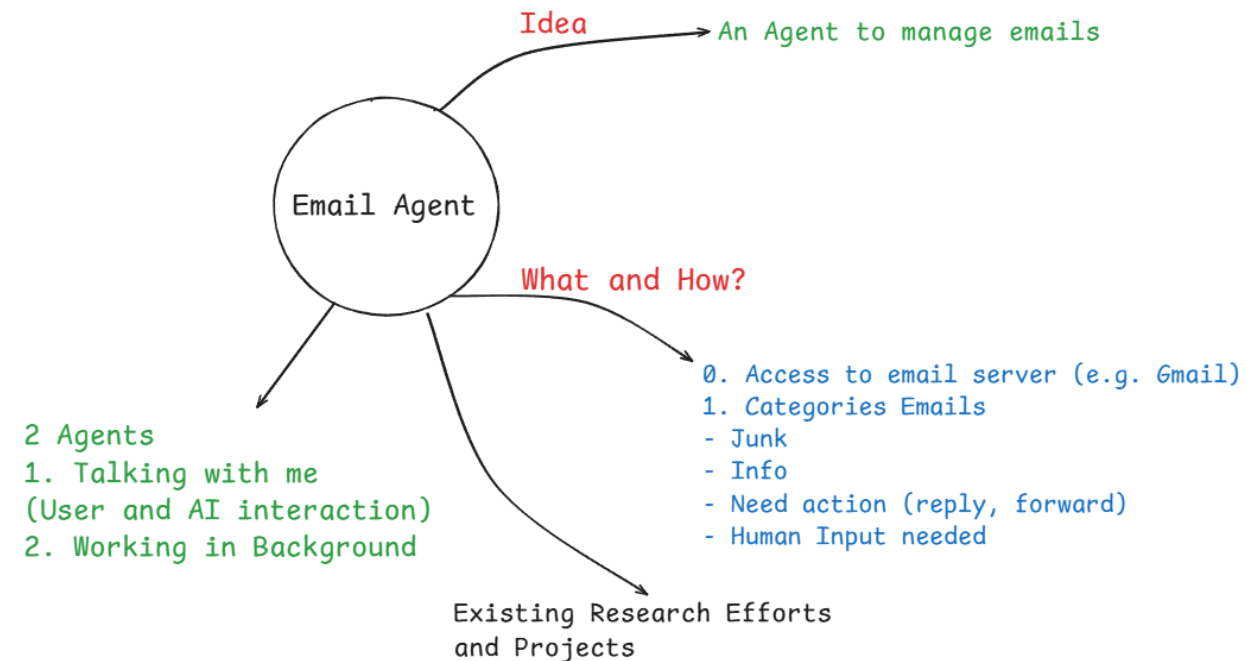 Idea
An Agent to manage emails
Email Agent
What and How?
0. Access to email server (e.g. Gmail)
1. Categories Emails
- Junk
- Info
- Need action (reply, forward)
- Human Input needed
2 Agents
1. Talking with me
(User and AI interaction)
2. Working in Background
Existing Research Efforts
and Projects